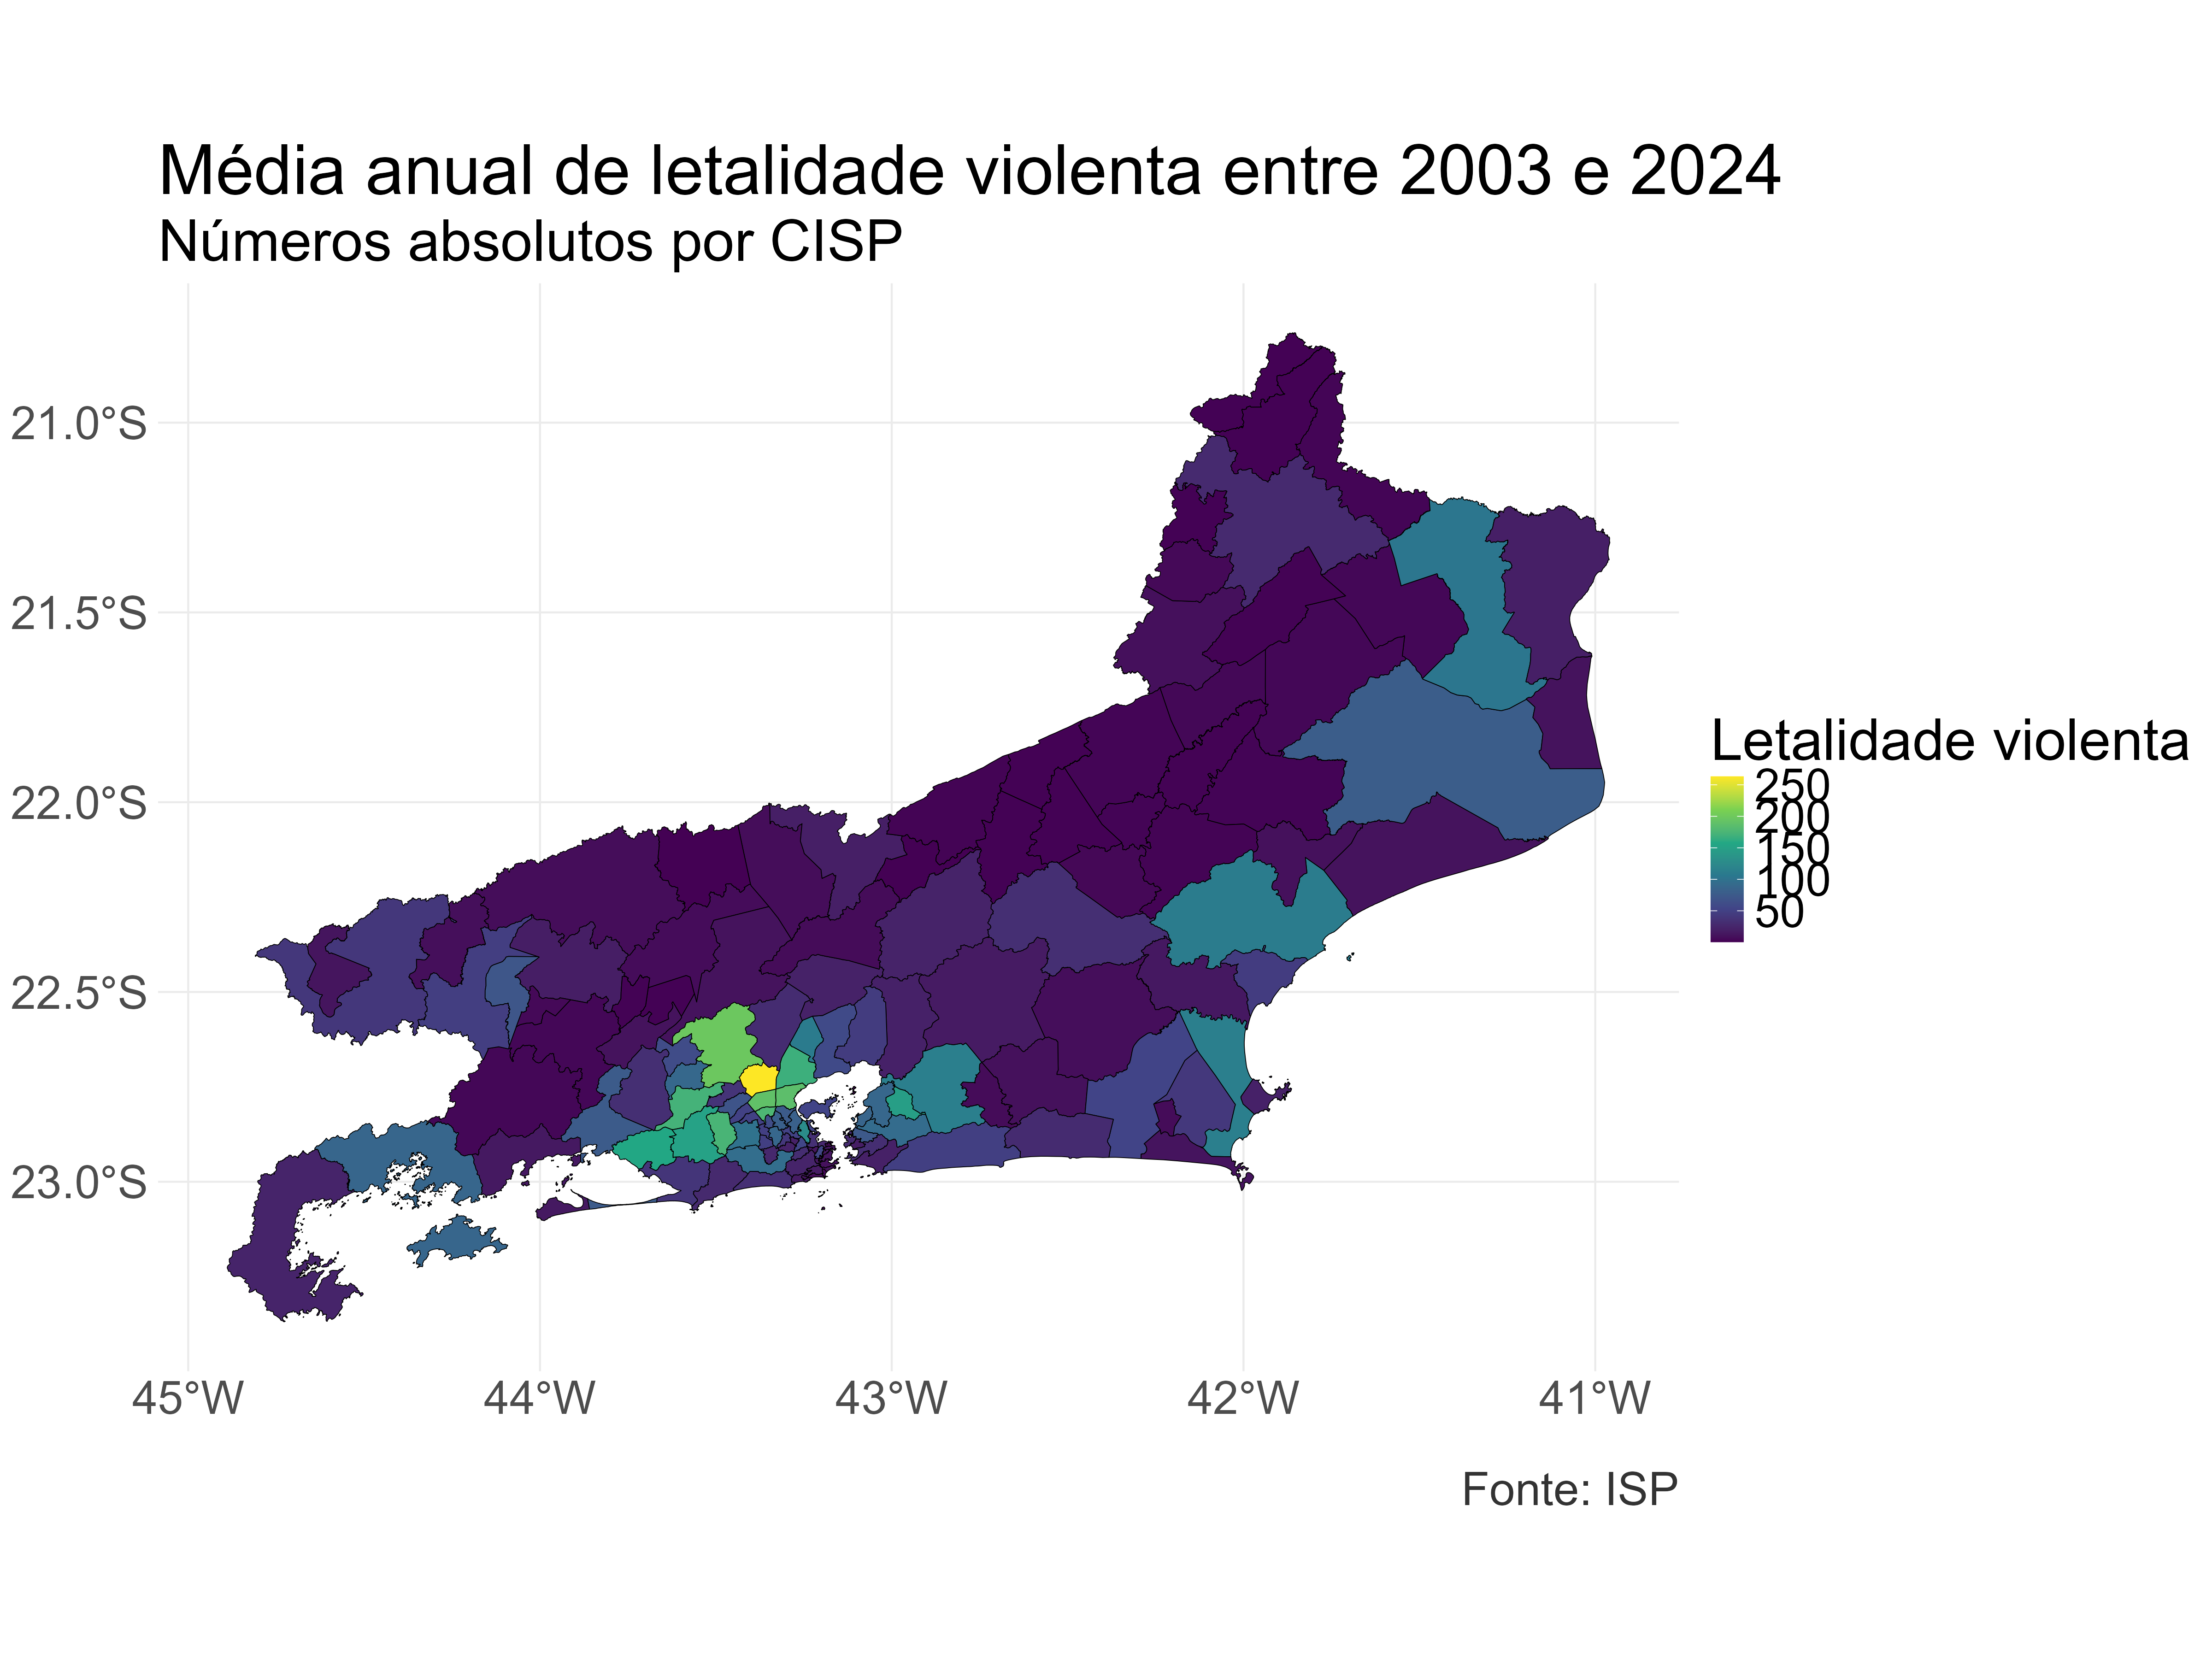 Média anual de letalidade violenta entre 2003 e 2024
Números absolutos por CISP
21.0°S
21.5°S
22.0°S
22.5°S
23.0°S
45°W
44°W
43°W
42°W
41°W
Letalidade violenta
250
200
150
100
50
Fonte: ISP